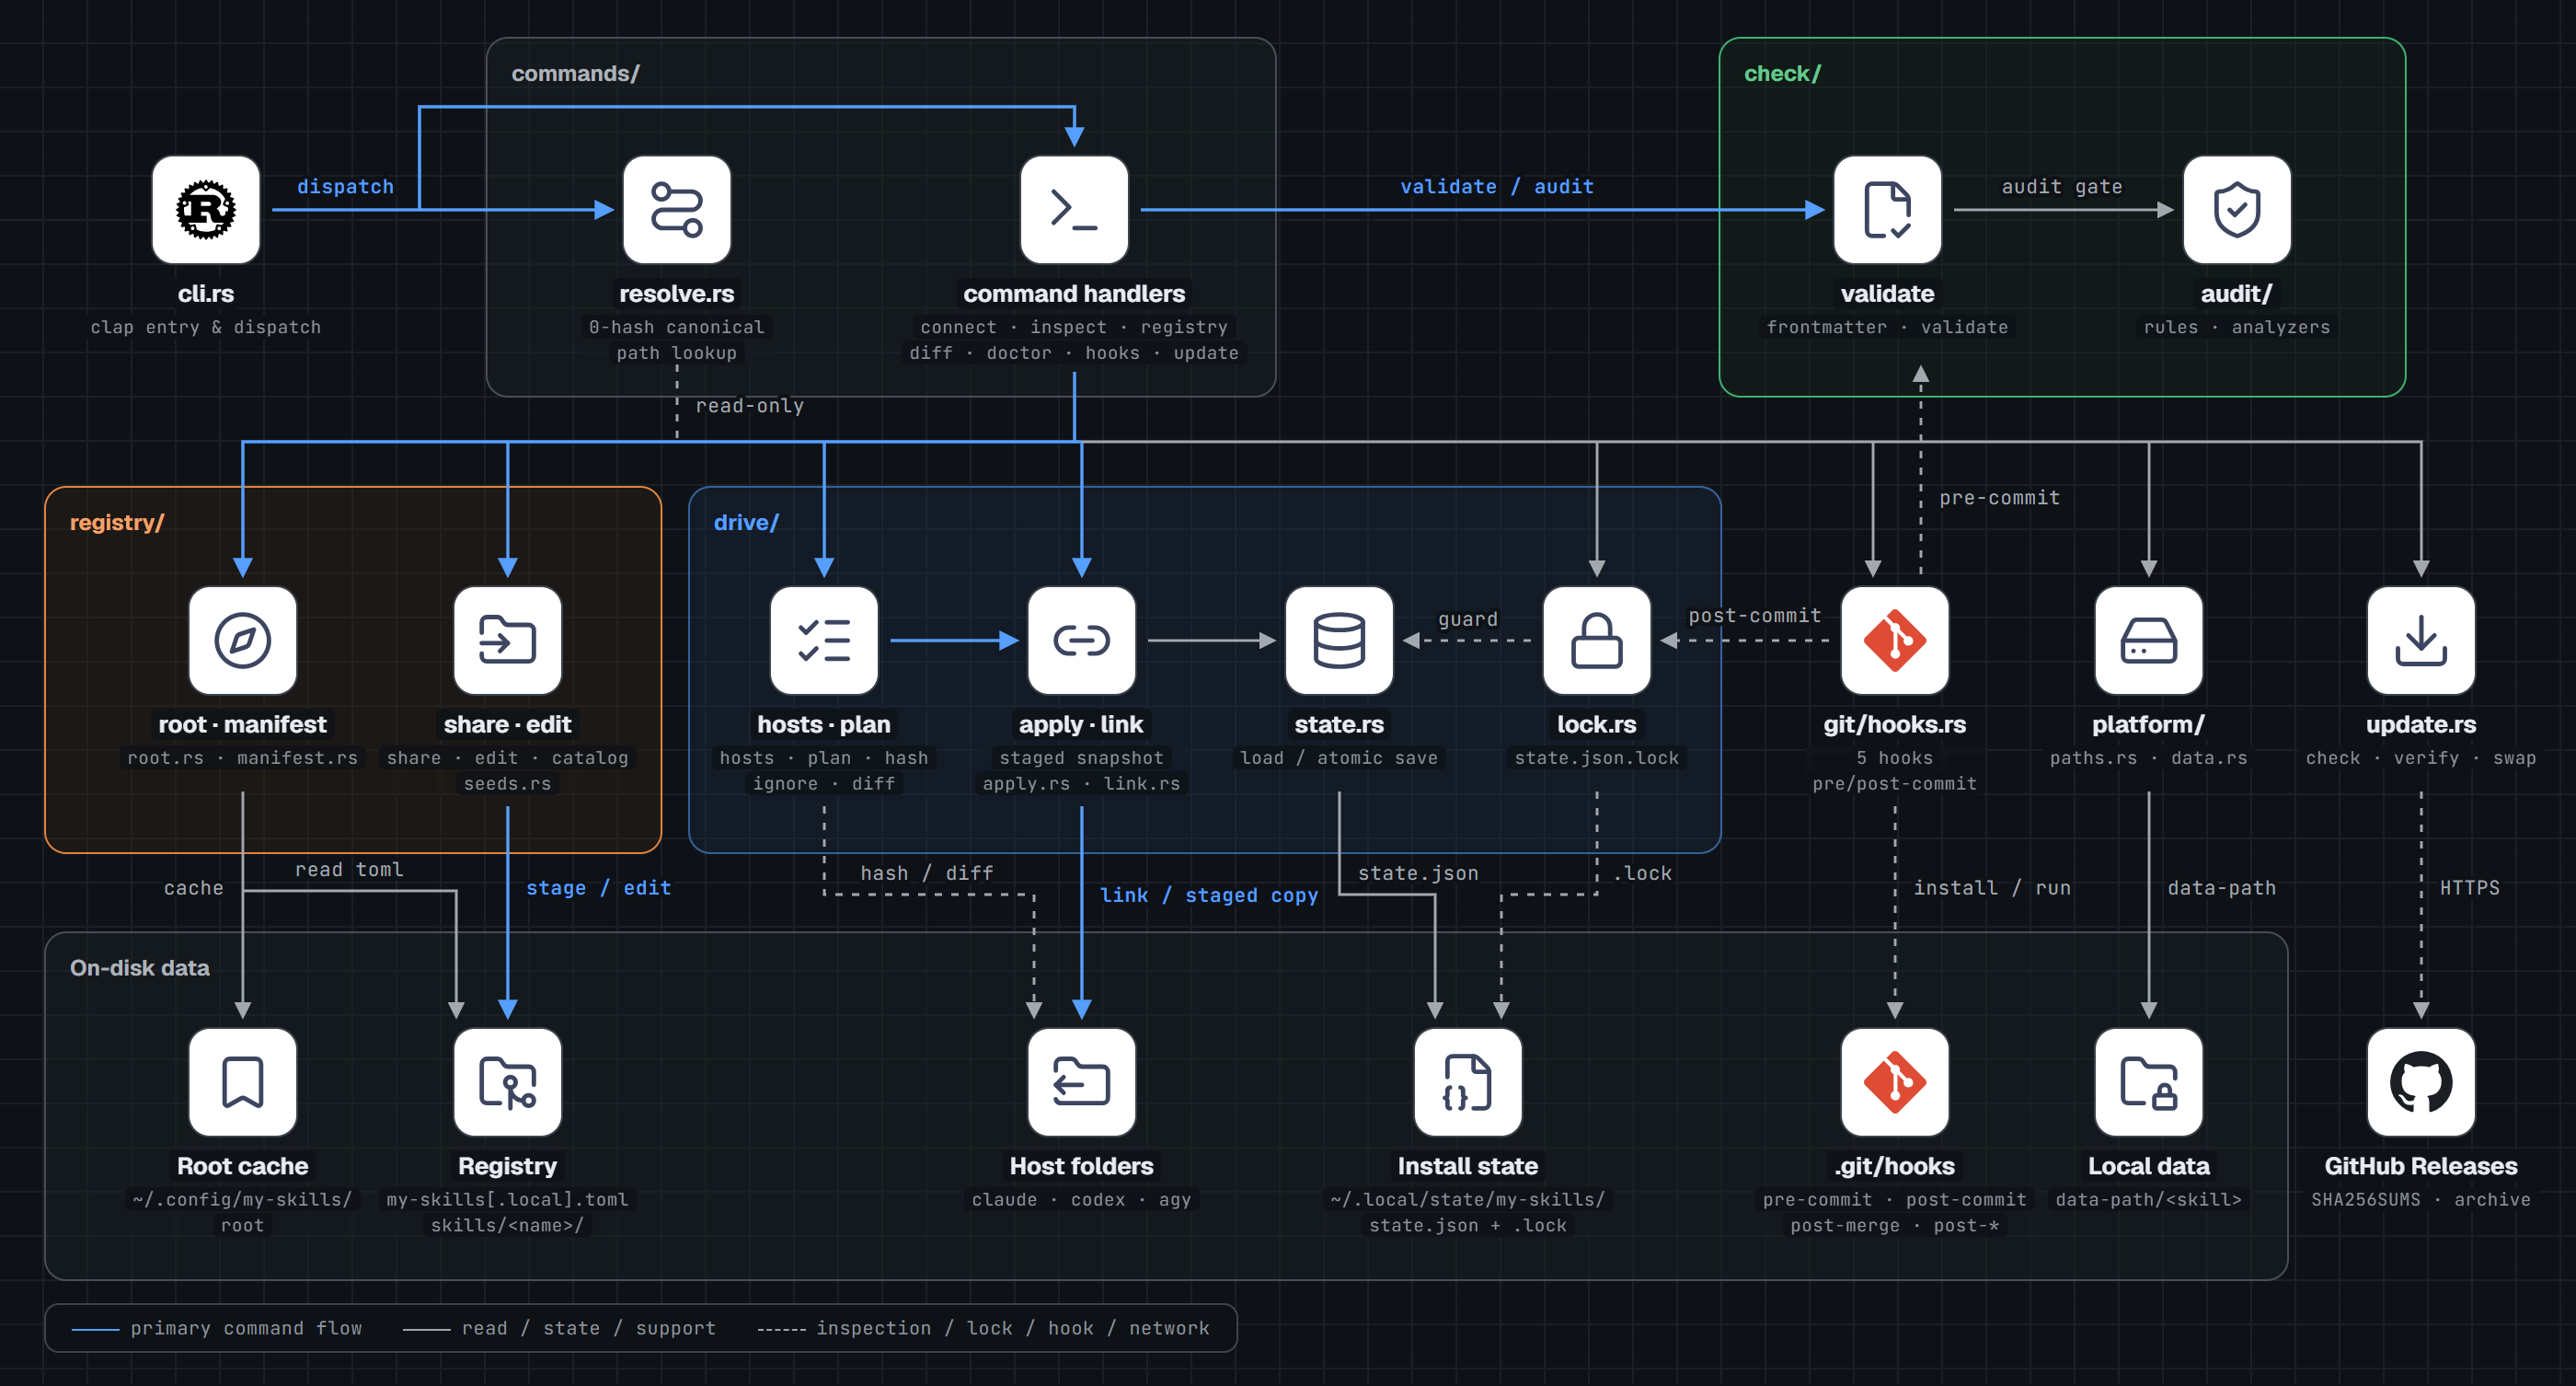 commands/
check/
dispatch
validate / audit
audit gate
cli.rs
clap entry & dispatch
resolve.rs
0-hash canonical
path lookup
command handlers
connect · inspect · registry
diff · doctor · hooks · update
validate
frontmatter · validate
audit/
rules · analyzers
read-only
pre-commit
registry/
drive/
guard
post-commit
root · manifest
root.rs · manifest.rs
share · edit
share · edit · catalog
seeds.rs
hosts · plan
hosts · plan · hash
ignore · diff
apply · link
staged snapshot
apply.rs · link.rs
state.rs
load / atomic save
lock.rs
state.json.lock
git/hooks.rs
5 hooks
pre/post-commit
platform/
paths.rs · data.rs
update.rs
check · verify · swap
cache
read toml
stage / edit
hash / diff
link / staged copy
state.json
.lock
install / run
data-path
HTTPS
On-disk data
Root cache
~/.config/my-skills/
root
Registry
my-skills[.local].toml
skills/<name>/
Host folders
claude · codex · agy
Install state
~/.local/state/my-skills/
state.json + .lock
.git/hooks
pre-commit · post-commit
post-merge · post-*
Local data
data-path/<skill>
GitHub Releases
SHA256SUMS · archive
primary command flow
read / state / support
inspection / lock / hook / network